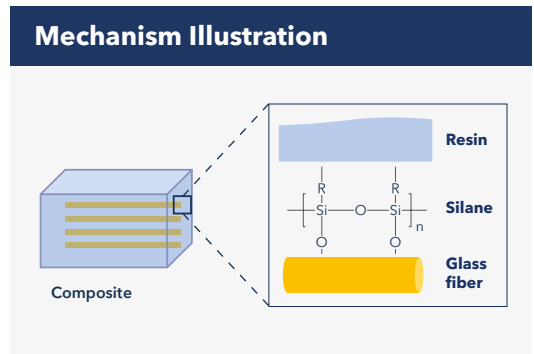 Mechanism Illustration
Resin
R R
Si O Si
n
Silane
O O
Glass
fiber
Composite